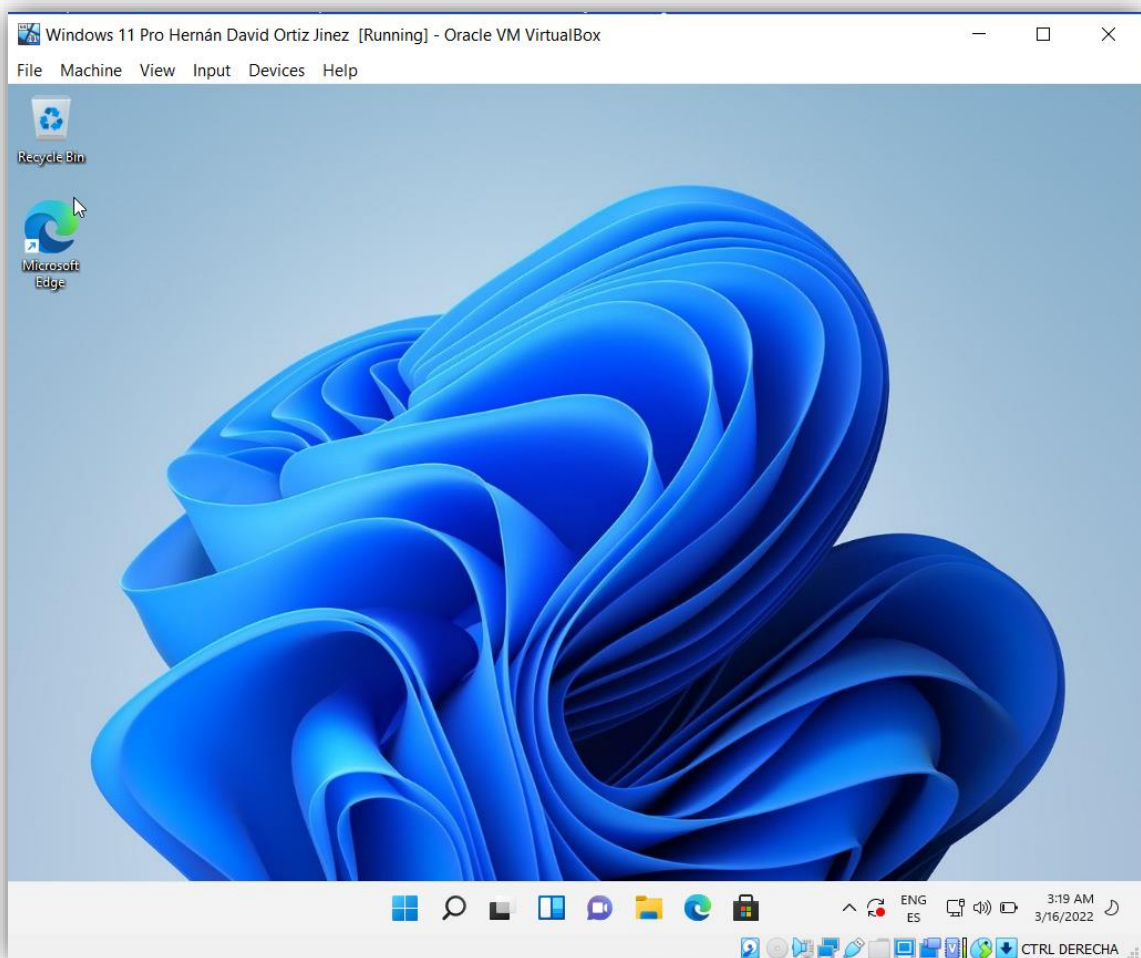 Windows 11 Pro Hernán David Ortiz Jinez [Running] - Oracle VM VirtualBox
File Machine View Input Devices Help
Recycle Bin
Microsoft
Edge
ENG
ES
3:19 AM
3/16/2022
CTRL DERECHA